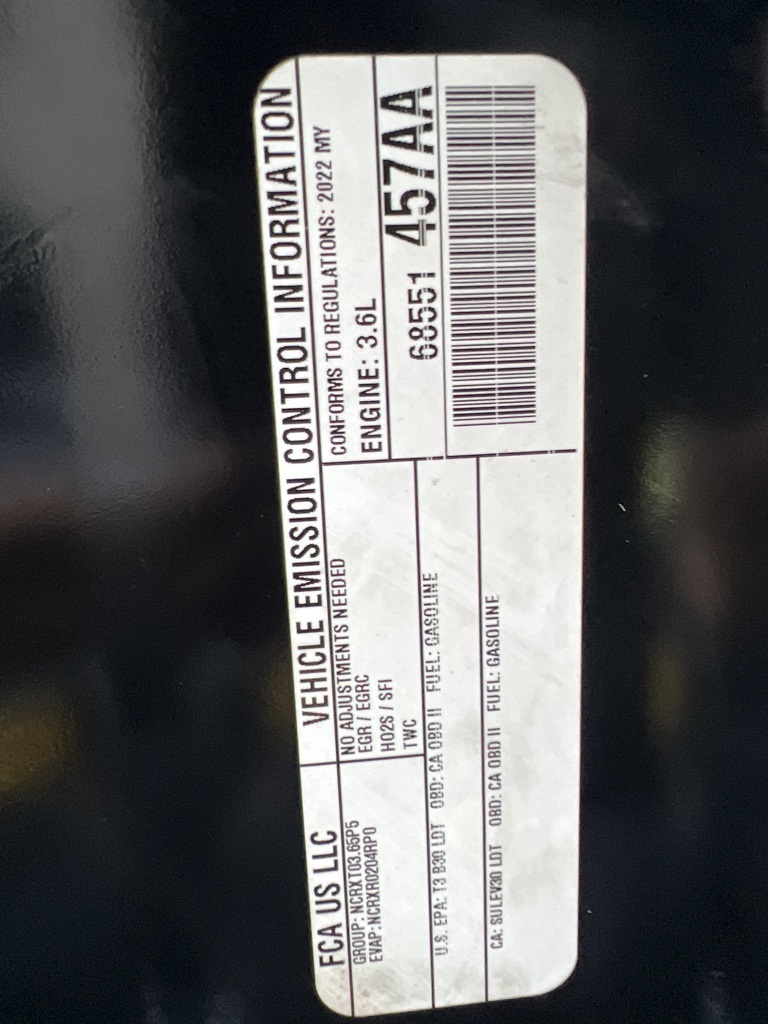 FCA US LLC
VEHICLE EMISSION CONTROL INFORMATION
GROUP: NCRXT03.65P5
EVAP: NCRXR0204RP0
NO ADJUSTMENTS NEEDED
EGR / EGRC
HO2S / SFI
TWC
CONFORMS TO REGULATIONS: 2022 MY
ENGINE: 3.6L
68551 457AA
U.S. EPA: T3 B30 LDT OBD: CA OBD II FUEL: GASOLINE
CA: SULEV30 LDT OBD: CA OBD II FUEL: GASOLINE